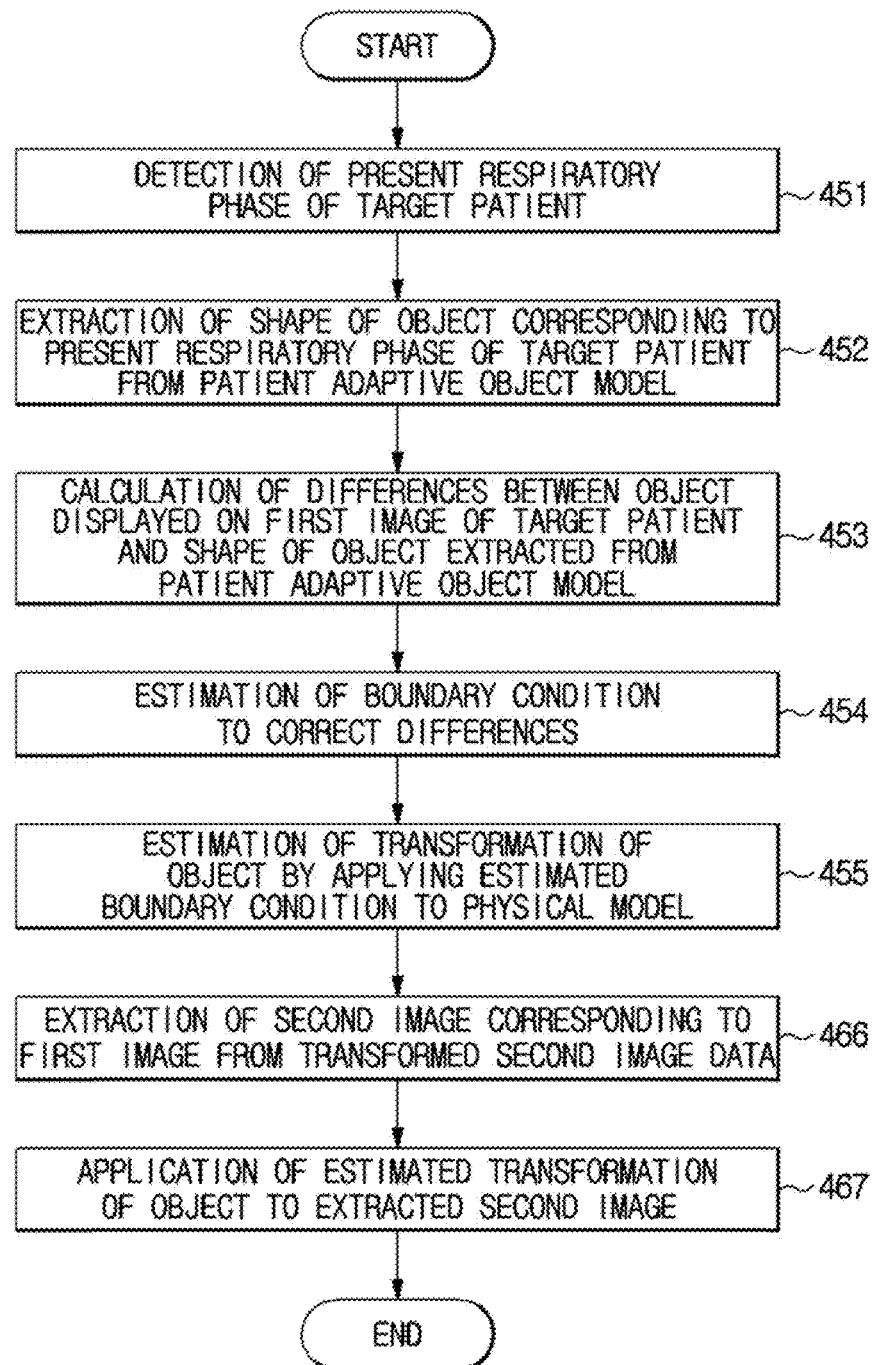 START
DETECTION OF PRESENT RESPIRATORY
PHASE OF TARGET PATIENT
451
EXTRACTION OF SHAPE OF OBJECT CORRESPONDING TO
PRESENT RESPIRATORY PHASE OF TARGET PATIENT
FROM PATIENT ADAPTIVE OBJECT MODEL
452
CALCULATION OF DIFFERENCES BETWEEN OBJECT
DISPLAYED ON FIRST IMAGE OF TARGET PATIENT
AND SHAPE OF OBJECT EXTRACTED FROM
PATIENT ADAPTIVE OBJECT MODEL
453
ESTIMATION OF BOUNDARY CONDITION
TO CORRECT DIFFERENCES
454
ESTIMATION OF TRANSFORMATION OF
OBJECT BY APPLYING ESTIMATED
BOUNDARY CONDITION TO PHYSICAL MODEL
455
EXTRACTION OF SECOND IMAGE CORRESPONDING TO
FIRST IMAGE FROM TRANSFORMED SECOND IMAGE DATA
466
APPLICATION OF ESTIMATED TRANSFORMATION
OF OBJECT TO EXTRACTED SECOND IMAGE
467
END